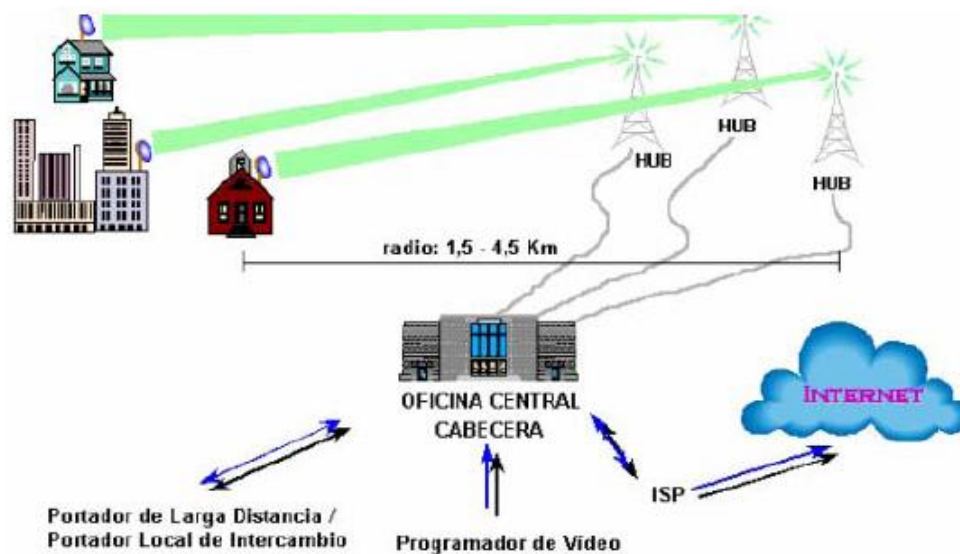 HUB
HUB
HUB
radio: 1,5 - 4,5 Km
OFICINA CENTRAL
CABECERA
INTERNET
ISP
Portador de Larga Distancia /
Portador Local de Intercambio
Programador de Vídeo